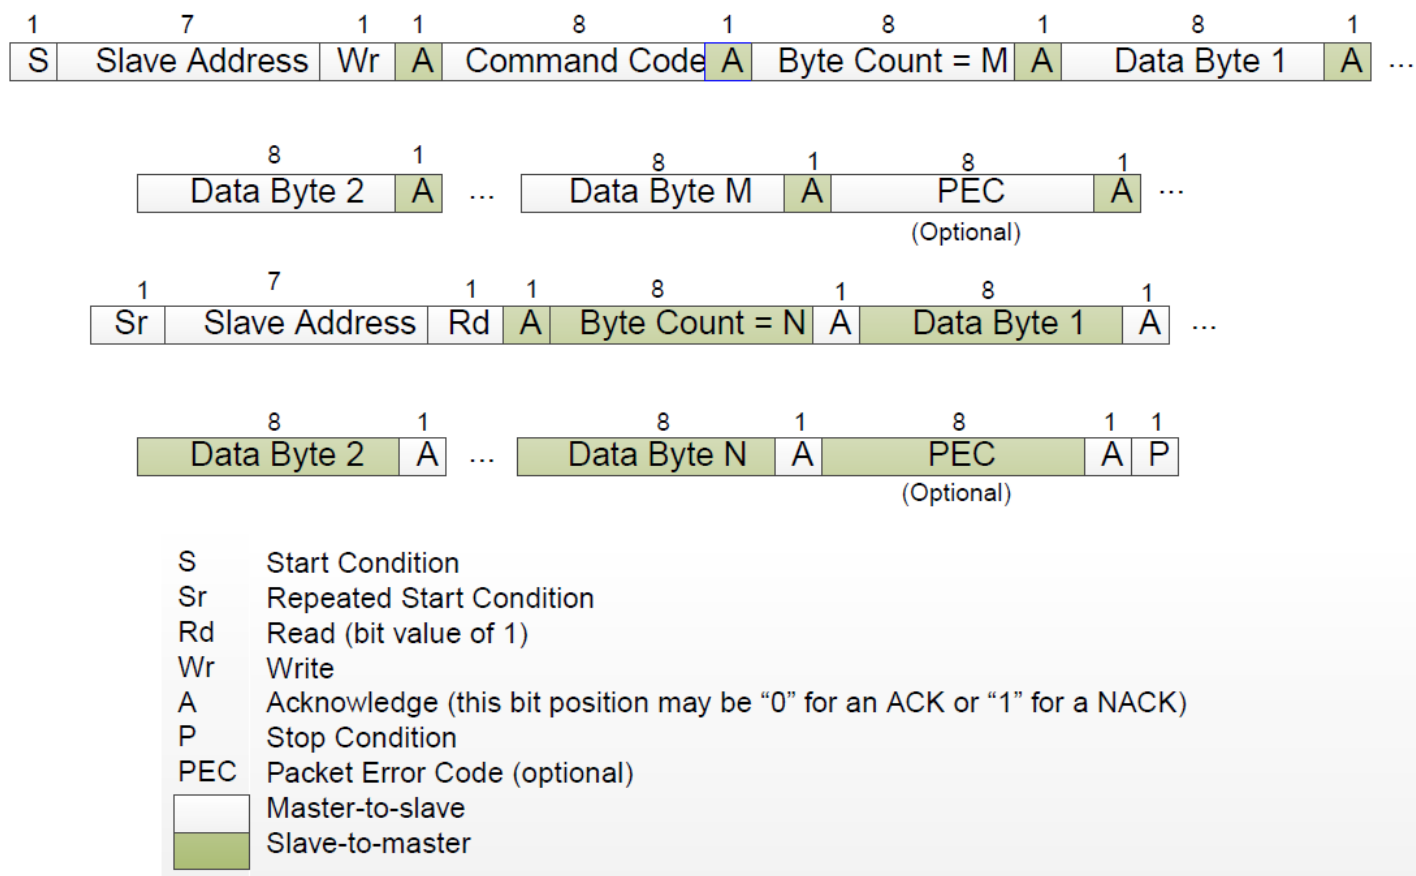 1 7 1 1 8 1 8 1 8 1
S Slave Address Wr A Command Code A Byte Count = M A Data Byte 1 A ...
8 1 8 1 8 1
Data Byte 2 A ... Data Byte M A PEC A ...
(Optional)
1 7 1 1 8 1 8 1
Sr Slave Address Rd A Byte Count = N A Data Byte 1 A ...
8 1 8 1 8 1 1
Data Byte 2 A ... Data Byte N A PEC A P
(Optional)
S Start Condition
Sr Repeated Start Condition
Rd Read (bit value of 1)
Wr Write
A Acknowledge (this bit position may be “0” for an ACK or “1” for a NACK)
P Stop Condition
PEC Packet Error Code (optional)
Master-to-slave
Slave-to-master